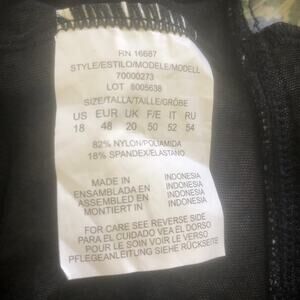 RN 16687
STYLE/ESTILO/MODELE/MODELL
70000273
LOT 8005638
SIZE/TALLA/TAILLE/GRÖBE
US EUR UK F/E IT RU
18 48 20 50 52 54
82% NYLON/POLIAMIDA
18% SPANDEX/ELASTANO
MADE IN INDONESIA
ENSAMBLADA EN INDONESIA
ASSEMBLED EN INDONESIA
MONTIERT IN INDONESIA
FOR CARE SEE REVERSE SIDE
PARA EL CUIDADO VEA EL DORSO
POUR LE SOIN VOIR LE VERSO
PFLEGEANLEITUNG SIEHE RÜCKSEITE